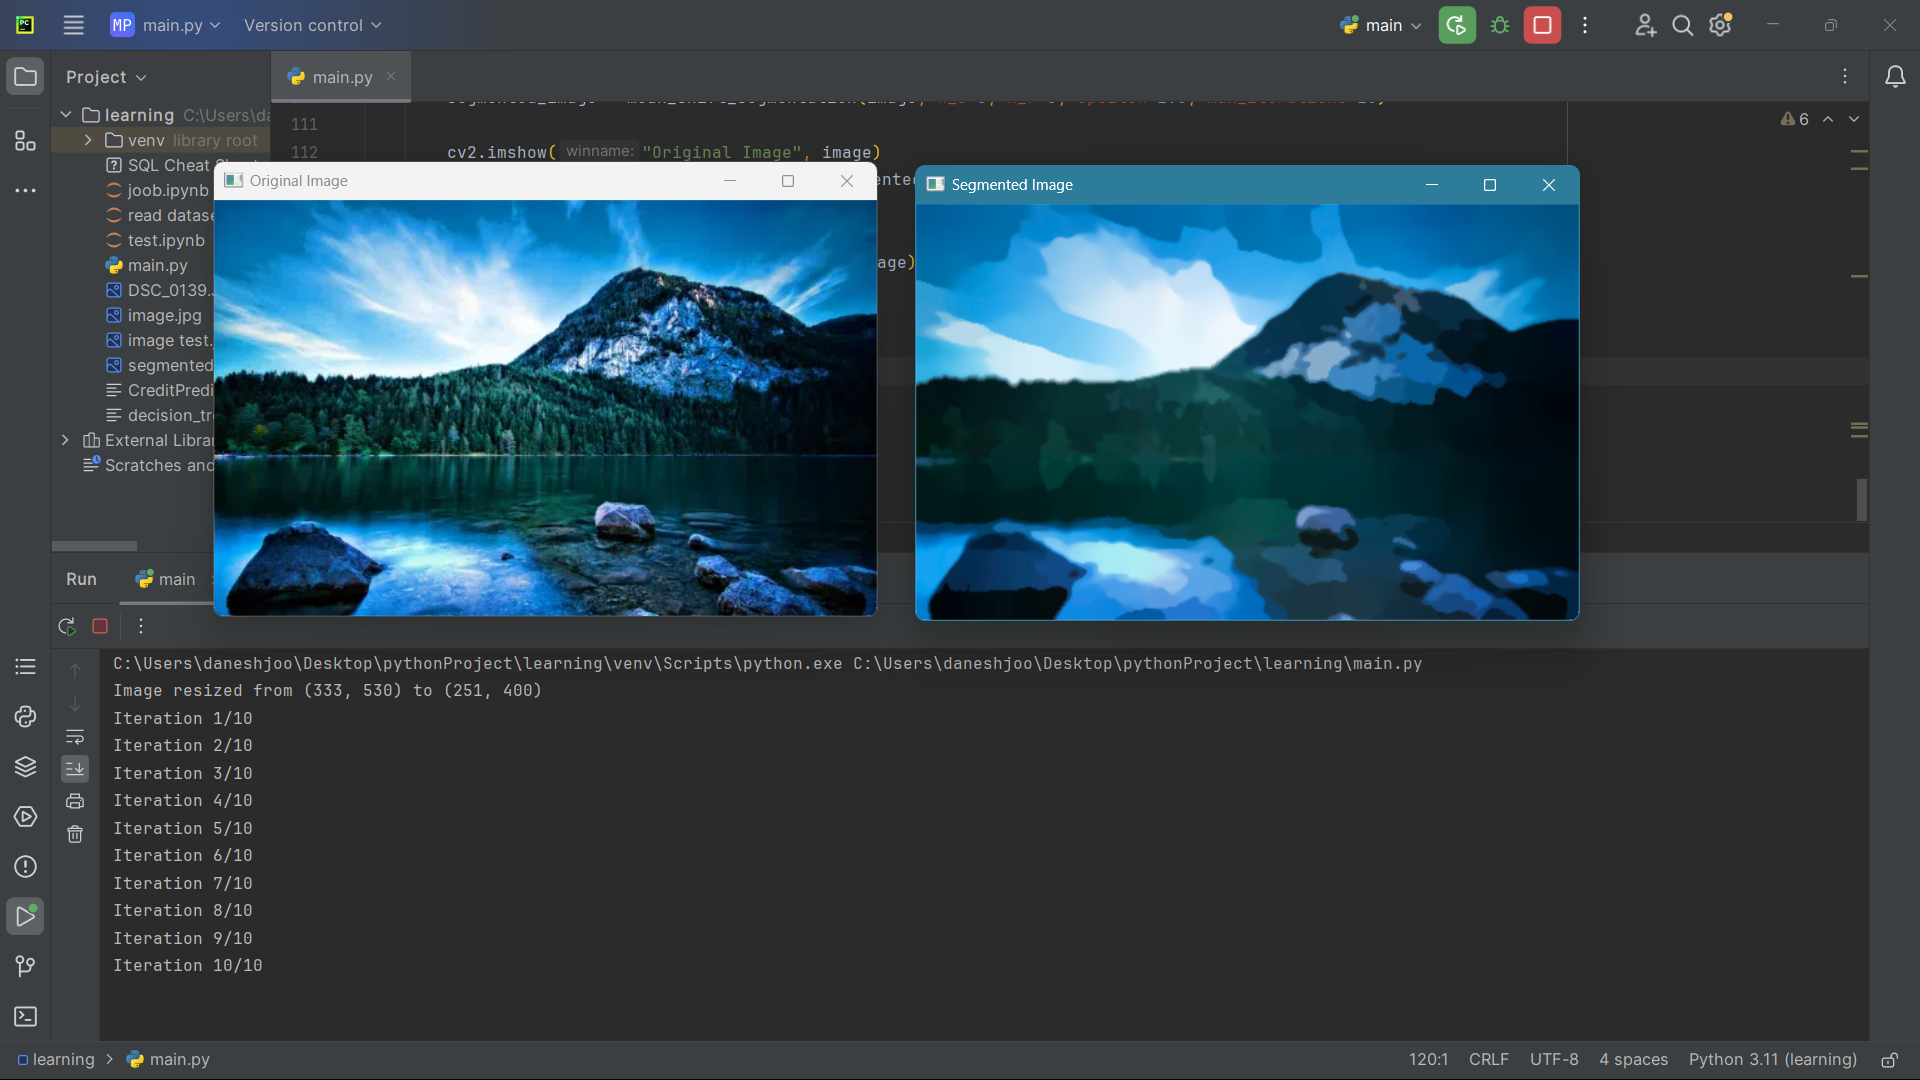 MP main.py
Version control
main
Project
main.py
learning C:\Users\da
111
6
venv library root
112
cv2.imshow( winname: "Original Image", image)
SQL Cheat
joob.ipynb
read datase
test.ipynb
main.py
DSC_0139.
image.jpg
image test.
segmented
CreditPredi
decision_tr
External Librar
Scratches and
Original Image
Segmented Image
age)
Run
main
C:\Users\daneshjoo\Desktop\pythonProject\learning\venv\Scripts\python.exe C:\Users\daneshjoo\Desktop\pythonProject\learning\main.py
Image resized from (333, 530) to (251, 400)
Iteration 1/10
Iteration 2/10
Iteration 3/10
Iteration 4/10
Iteration 5/10
Iteration 6/10
Iteration 7/10
Iteration 8/10
Iteration 9/10
Iteration 10/10
learning > main.py
120:1 CRLF UTF-8 4 spaces Python 3.11 (learning)